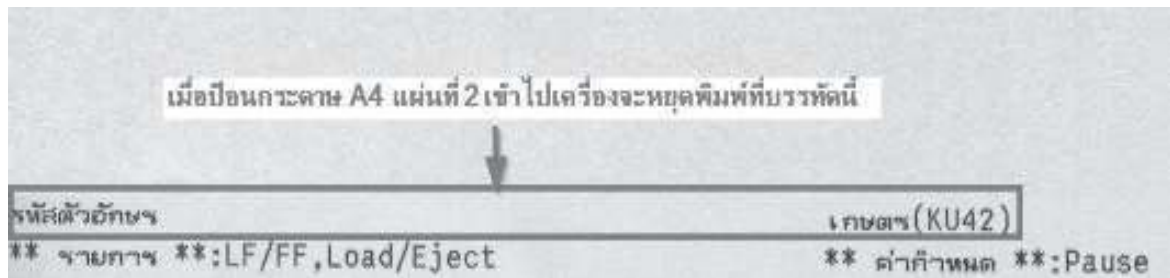 เมื่อป้อนกระดาษ A4 แผ่นที่ 2 เข้าไปเครื่องจะหยุดพิมพ์ที่บรรทัดนี้
รหัสตัวอักษร เกษตร(KU42)
** รายการ **:LF/FF,Load/Eject ** ค่ากำหนด **:Pause